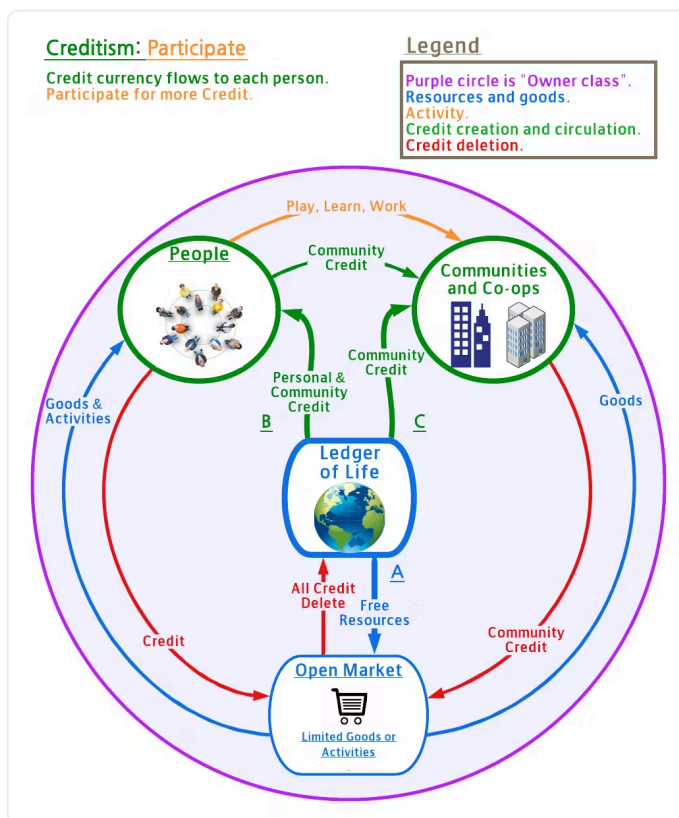 Creditism: Participate
Credit currency flows to each person.
Participate for more Credit.
Legend
Purple circle is "Owner class".
Resources and goods.
Activity.
Credit creation and circulation.
Credit deletion.
Play, Learn, Work
People
Community
Credit
Communities
and Co-ops
Community
Credit
Personal &
Community
Credit
Goods &
Activities
Goods
B
C
Ledger
of Life
A
All Credit
Delete
Free
Resources
Credit
Community
Credit
Open Market
Limited Goods or
Activities